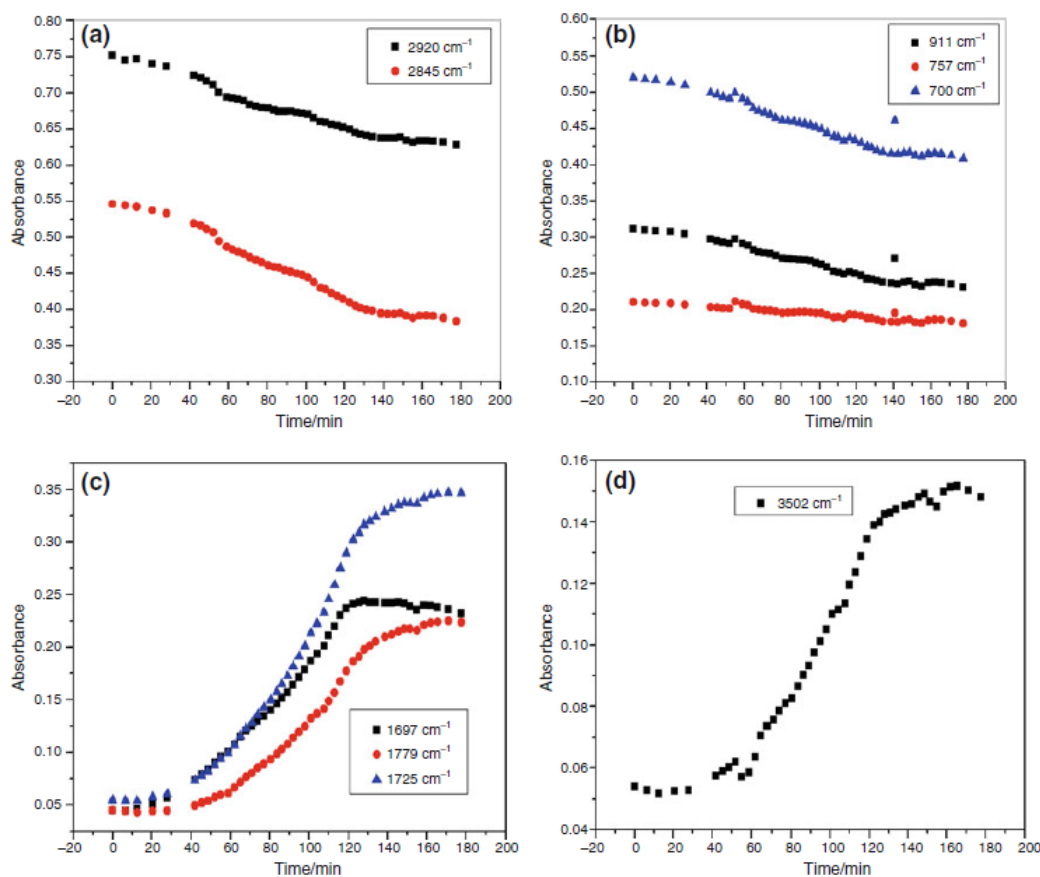 (a)
2920 cm⁻¹
2845 cm⁻¹
0.80
0.75
0.70
0.65
0.60
0.55
0.50
0.45
0.40
0.35
0.30
Absorbance
−20 0 20 40 60 80 100 120 140 160 180 200
Time/min
(b)
911 cm⁻¹
757 cm⁻¹
700 cm⁻¹
0.60
0.55
0.50
0.45
0.40
0.35
0.30
0.25
0.20
0.15
0.10
Absorbance
−20 0 20 40 60 80 100 120 140 160 180 200
Time/min
(c)
0.35
0.30
0.25
0.20
0.15
0.10
0.05
Absorbance
1697 cm⁻¹
1779 cm⁻¹
1725 cm⁻¹
−20 0 20 40 60 80 100 120 140 160 180 200
Time/min
(d)
3502 cm⁻¹
0.16
0.14
0.12
0.10
0.08
0.06
0.04
Absorbance
−20 0 20 40 60 80 100 120 140 160 180 200
Time/min